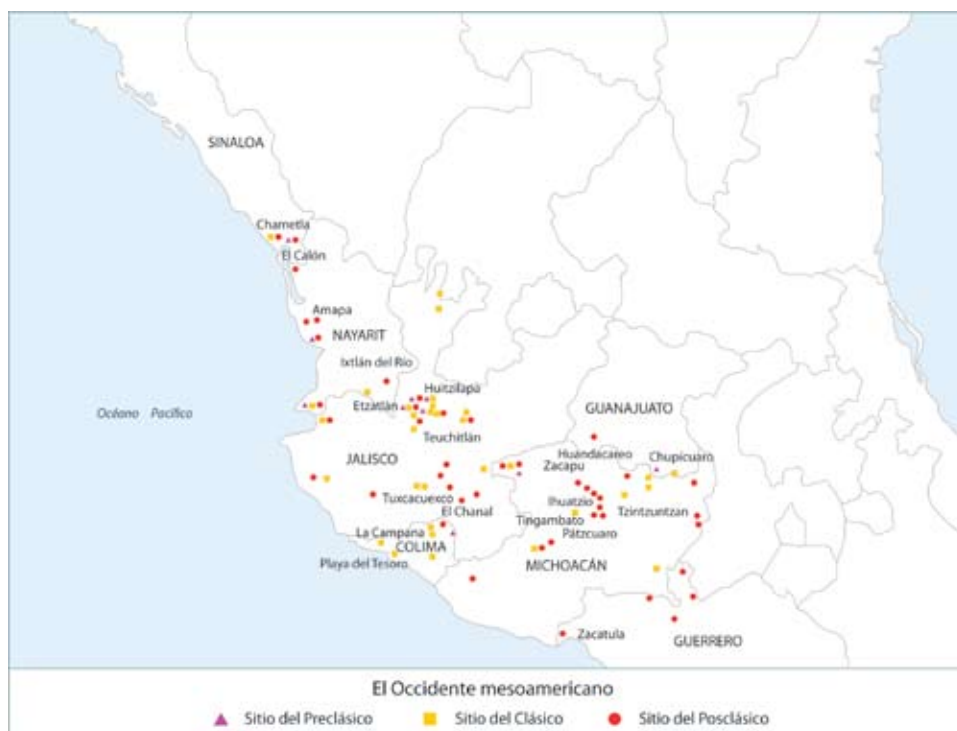 SINALOA
Chametla
El Calón
Amapa
NAYARIT
Ixtlán del Río
Huitzilapa
Océano Pacífico
Etzatlán
GUANAJUATO
Teuchitlán
Huandacareo
Chupicuaro
JALISCO
Zacapu
Tuxcacuexco
Ihuatzio
El Chanal
Tingambato
Tzintzuntzan
La Campana
Pátzcuaro
COLIMA
Playa del Tesoro
MICHOACÁN
Zacatula
GUERRERO
El Occidente mesoamericano
Sitio del Preclásico
Sitio del Clásico
Sitio del Posclásico